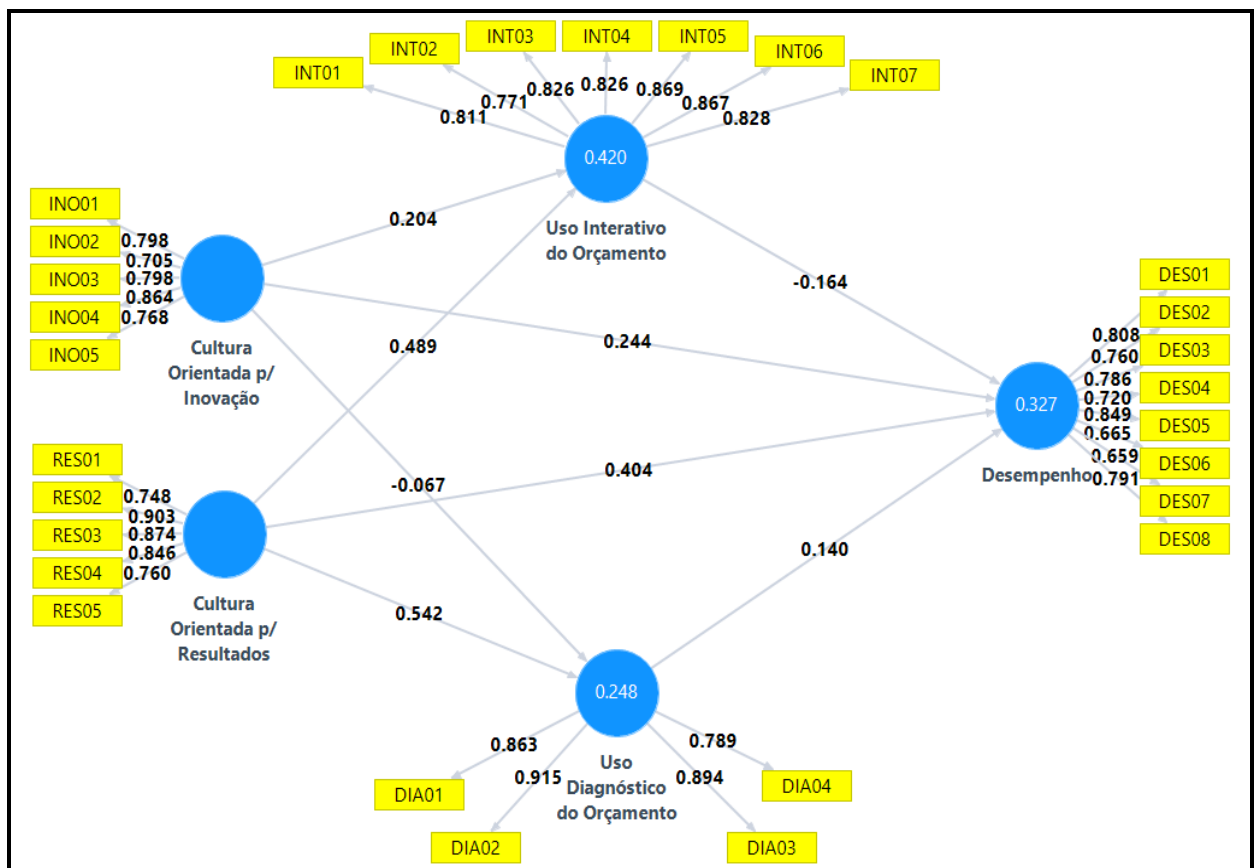 INT03
INT04
INT05
INT02
INT06
INT01
INT07
0.811
0.771
0.826
0.826
0.869
0.867
0.828
0.420
Uso Interativo
do Orçamento
INO01
INO02
INO03
INO04
INO05
0.798
0.705
0.798
0.864
0.768
Cultura
Orientada p/
Inovação
0.204
0.489
-0.164
0.244
-0.067
0.404
0.542
0.140
RES01
RES02
RES03
RES04
RES05
0.748
0.903
0.874
0.846
0.760
Cultura
Orientada p/
Resultados
0.327
Desempenho
0.808
0.760
0.786
0.720
0.849
0.665
0.659
0.791
DES01
DES02
DES03
DES04
DES05
DES06
DES07
DES08
0.248
Uso
Diagnóstico
do Orçamento
0.863
0.915
0.894
0.789
DIA01
DIA02
DIA03
DIA04